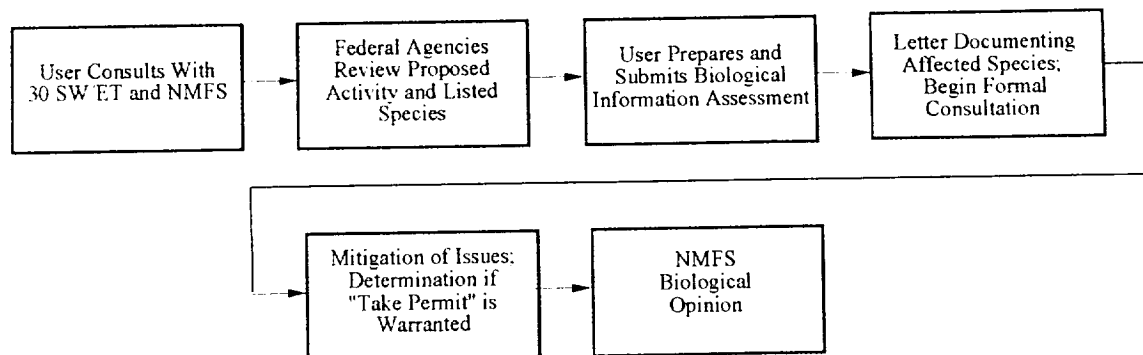 User Consults With
30 SW ET and NMFS
Federal Agencies
Review Proposed
Activity and Listed
Species
User Prepares and
Submits Biological
Information Assessment
Letter Documenting
Affected Species;
Begin Formal
Consultation
Mitigation of Issues;
Determination if
"Take Permit" is
Warranted
NMFS
Biological
Opinion